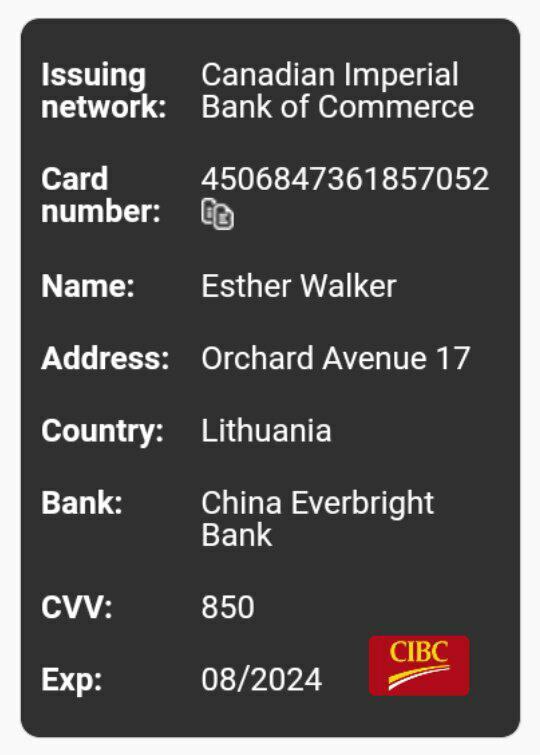 Issuing network: Canadian Imperial Bank of Commerce
Card number: 4506847361857052
Name: Esther Walker
Address: Orchard Avenue 17
Country: Lithuania
Bank: China Everbright Bank
CVV: 850
Exp: 08/2024
CIBC